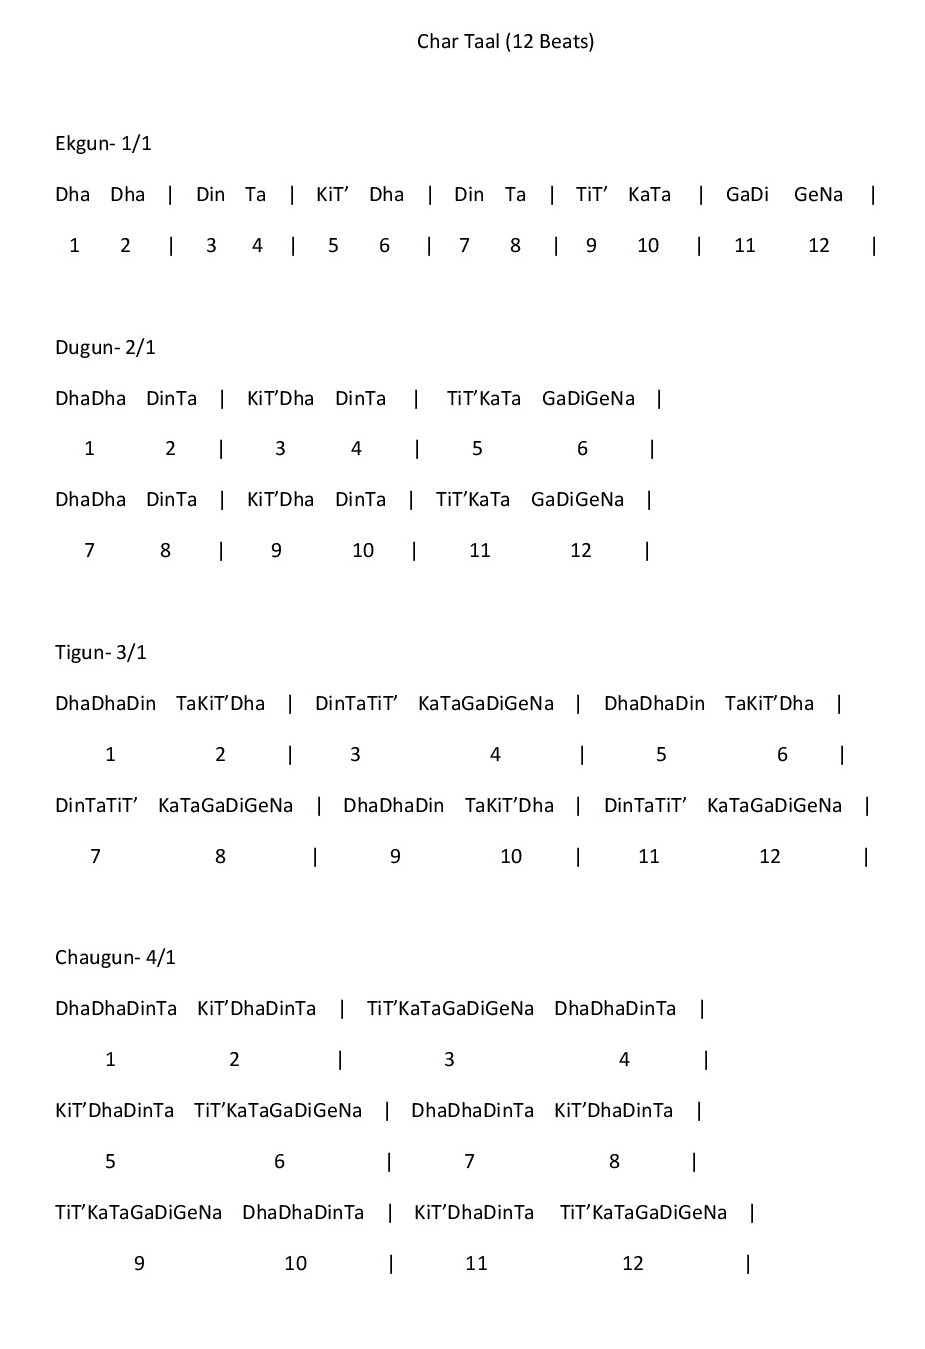 Char Taal (12 Beats)
Ekgun- 1/1
Dha Dha | Din Ta | KiT’ Dha | Din Ta | TiT’ KaTa | GaDi GeNa |
1 2 | 3 4 | 5 6 | 7 8 | 9 10 | 11 12 |
Dugun- 2/1
DhaDha DinTa | KiT’Dha DinTa | TiT’KaTa GaDiGeNa |
1 2 | 3 4 | 5 6 |
DhaDha DinTa | KiT’Dha DinTa | TiT’KaTa GaDiGeNa |
7 8 | 9 10 | 11 12 |
Tigun- 3/1
DhaDhaDin TaKiT’Dha | DinTaTiT’ KaTaGaDiGeNa | DhaDhaDin TaKiT’Dha |
1 2 | 3 4 | 5 6 |
DinTaTiT’ KaTaGaDiGeNa | DhaDhaDin TaKiT’Dha | DinTaTiT’ KaTaGaDiGeNa |
7 8 | 9 10 | 11 12 |
Chaugun- 4/1
DhaDhaDinTa KiT’DhaDinTa | TiT’KaTaGaDiGeNa DhaDhaDinTa |
1 2 | 3 4 |
KiT’DhaDinTa TiT’KaTaGaDiGeNa | DhaDhaDinTa KiT’DhaDinTa |
5 6 | 7 8 |
TiT’KaTaGaDiGeNa DhaDhaDinTa | KiT’DhaDinTa TiT’KaTaGaDiGeNa |
9 10 | 11 12 |